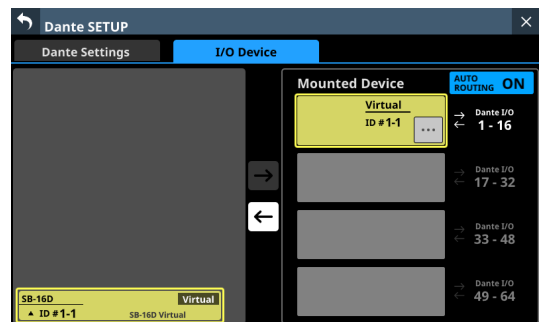 Dante SETUP
Dante Settings
I/O Device
Mounted Device
AUTO ROUTING ON
Virtual
ID # 1-1
...
Dante I/O
1 - 16
Dante I/O
17 - 32
Dante I/O
33 - 48
Dante I/O
49 - 64
SB-16D
Virtual
ID # 1-1
SB-16D Virtual